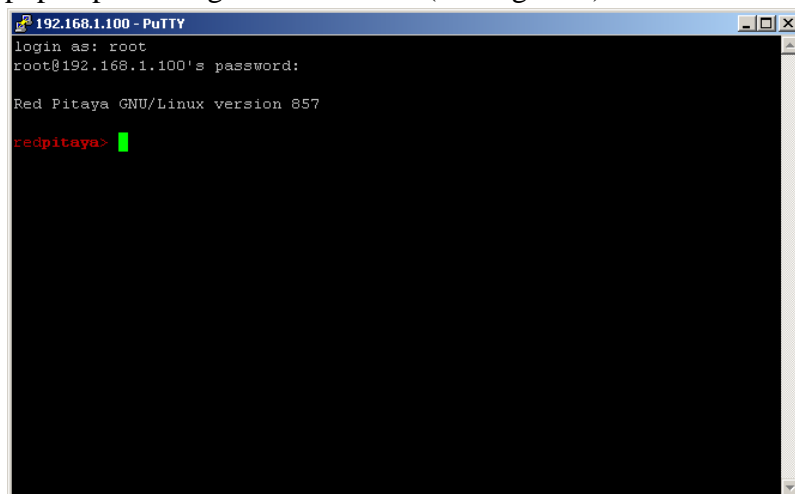 192.168.1.100 - PuTTY
login as: root
root@192.168.1.100's password:
Red Pitaya GNU/Linux version 857
redpitaya>